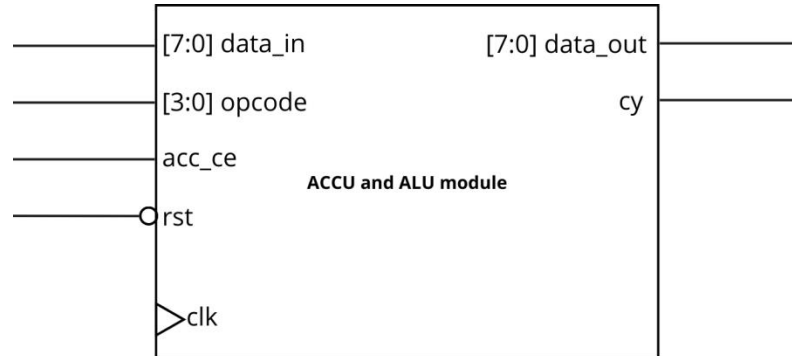 [7:0] data_in
[7:0] data_out
[3:0] opcode
cy
acc_ce
ACCU and ALU module
rst
clk